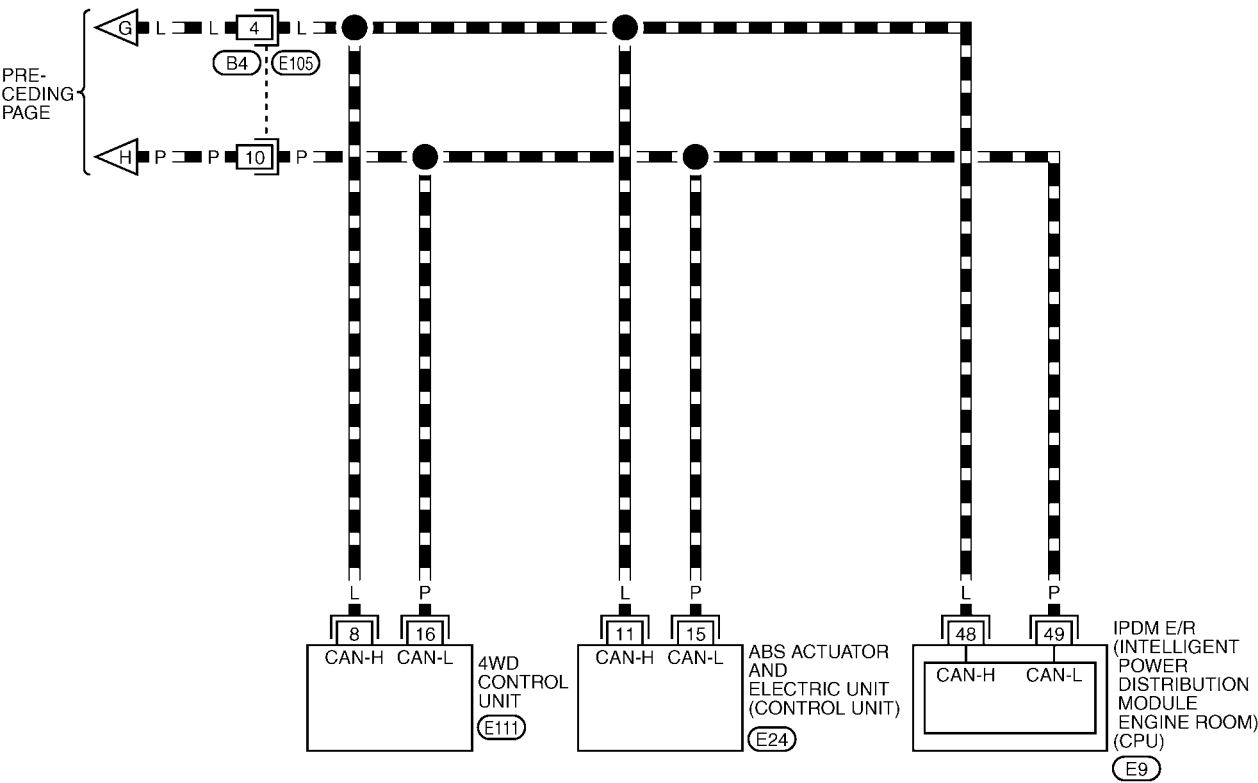 PRE-
CEDING
PAGE
G L L 4 L
B4 E105
H P P 10 P
L P L P L P
8 16 11 15 48 49
CAN-H CAN-L
4WD
CONTROL
UNIT
E111
CAN-H CAN-L
ABS ACTUATOR
AND
ELECTRIC UNIT
(CONTROL UNIT)
E24
CAN-H CAN-L
IPDM E/R
(INTELLIGENT
POWER
DISTRIBUTION
MODULE
ENGINE ROOM)
(CPU)
E9